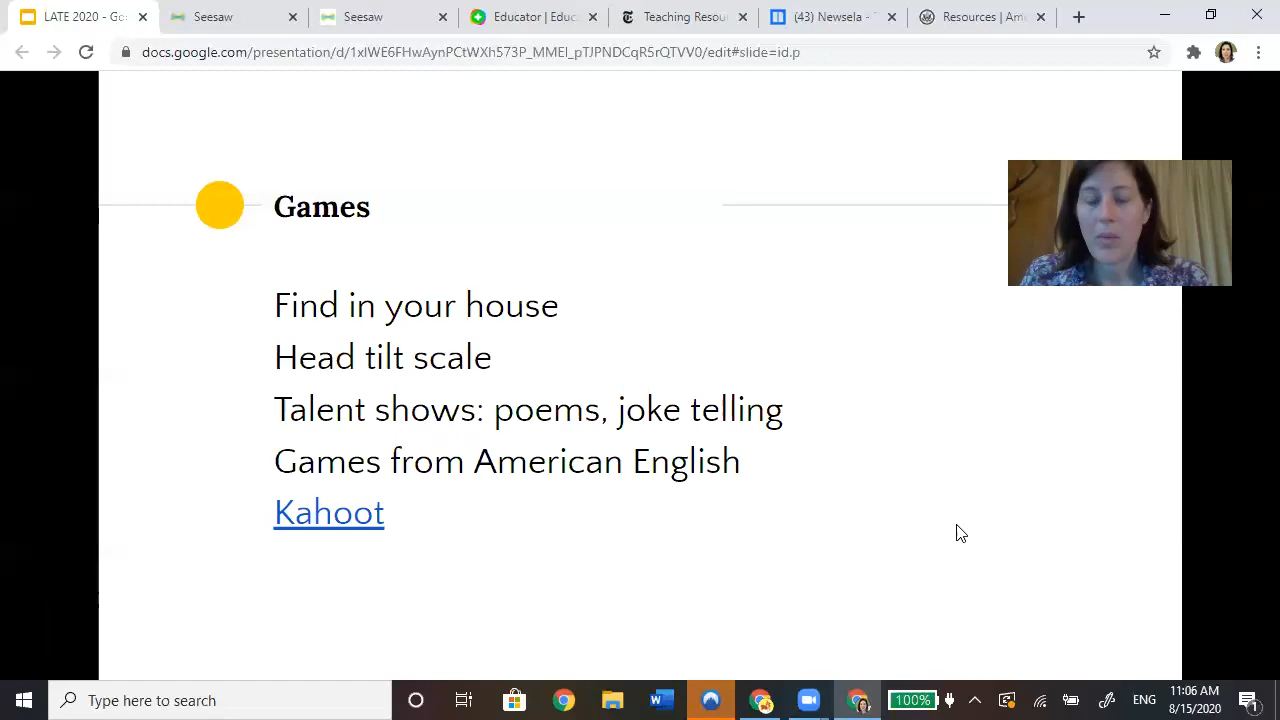 LATE 2020 - Go
Seesaw
Seesaw
Educator | Educ
Teaching Resou
(43) Newsela -
Resources | Am
docs.google.com/presentation/d/
/edit#slide=id.p
Games
Find in your house
Head tilt scale
Talent shows: poems, joke telling
Games from American English
Kahoot
Type here to search
W
100%
ENG
11:06 AM
8/15/2020
1